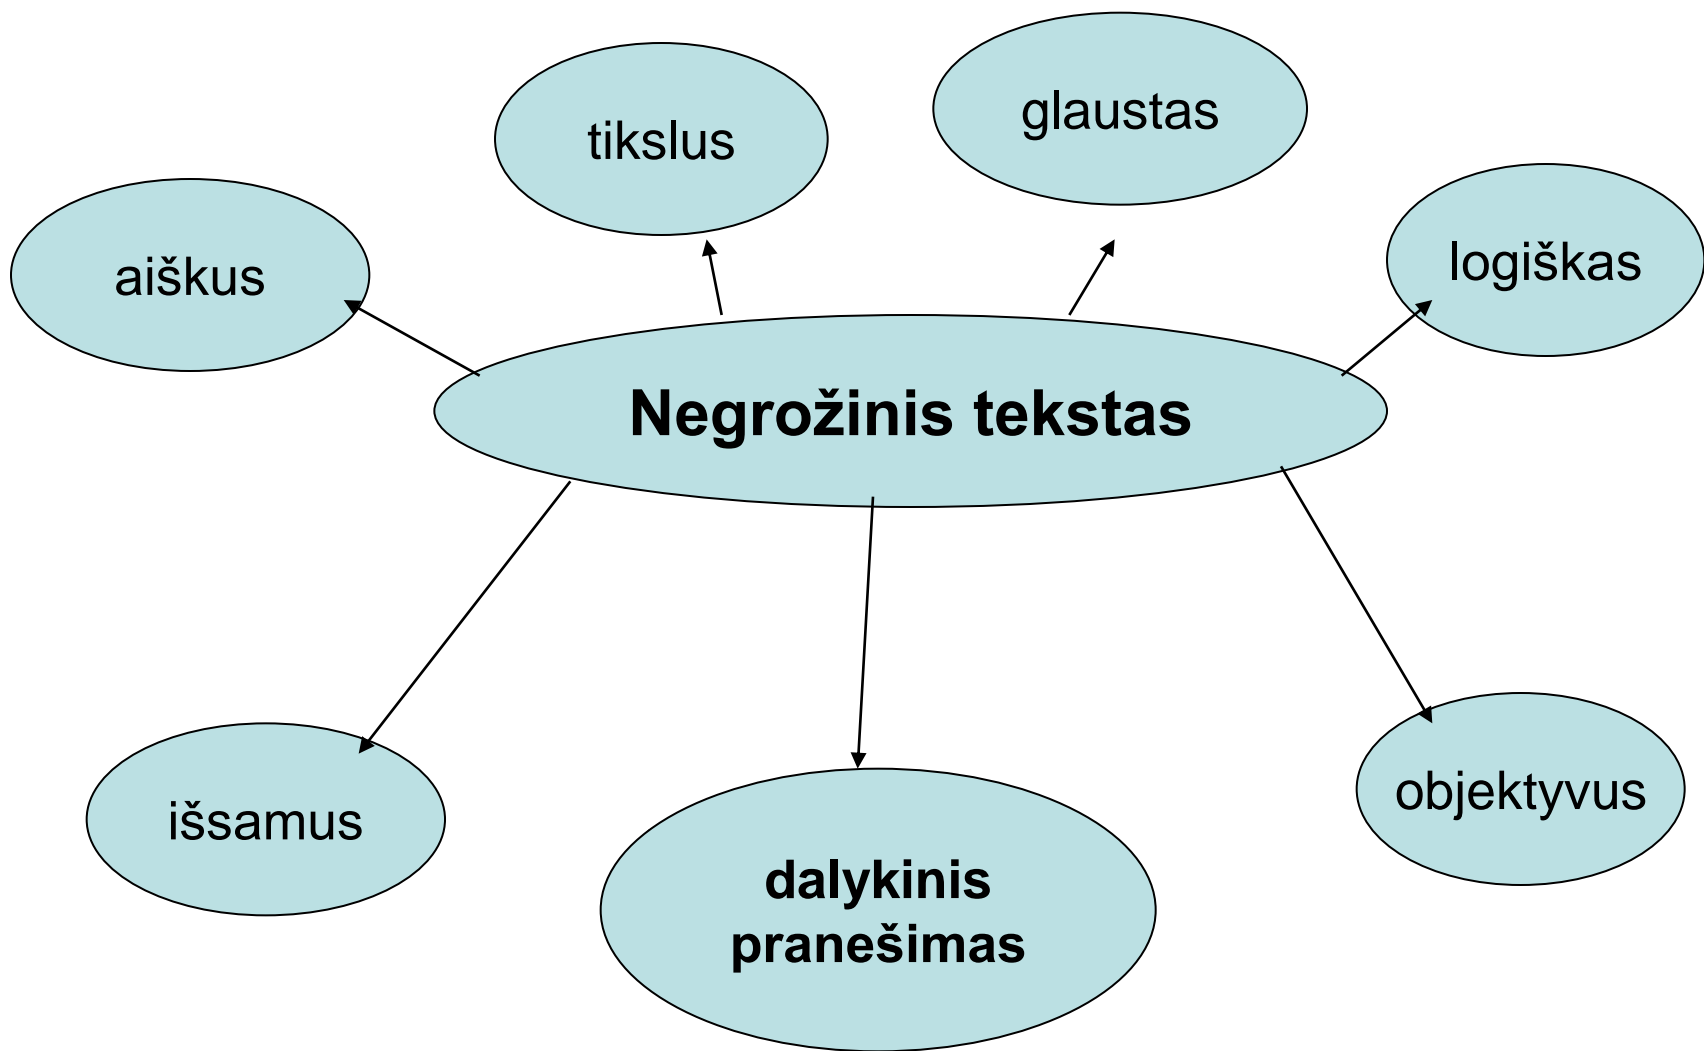 glaustas
tikslus
logiškas
aiškus
Negrožinis tekstas
išsamus
dalykinis
pranešimas
objektyvus